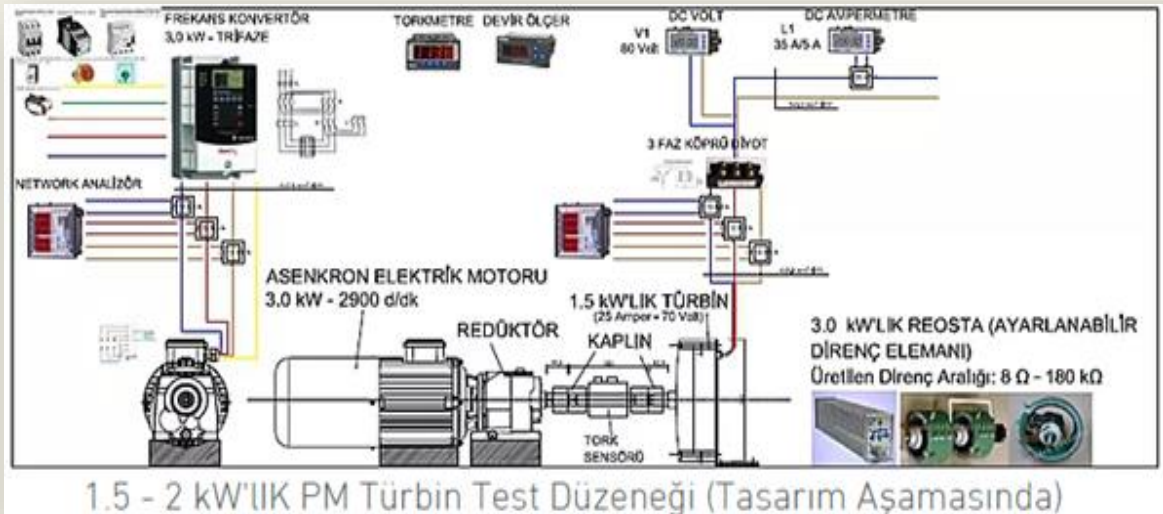 FREKANS KONVERTÖR
3,0 kW - TRİFAZE
TORKMETRE DEVİR ÖLÇER
DC VOLT
V1
80 Volt
DC AVPERMETRE
L1
35 A/5 A
3 FAZ KÖPRÜ DİYOT
NETWORK ANALİZÖR
ASENKRON ELEKTRİK MOTORU
3.0 kW - 2900 d/dk
REDÜKTÖR
1.5 kW'LIK TÜRBİN
(25 Amper - 70 Volt)
KAPLIN
TORK
SENSÖRÜ
3.0 kW'LIK REOSTA (AYARLANABİLİR
DİRENÇ ELEMANI)
Üretilen Direnç Aralığı: 8 Ω - 180 kΩ
1.5 - 2 kW'lIK PM Türbin Test Düzeneği (Tasarım Aşamasında)